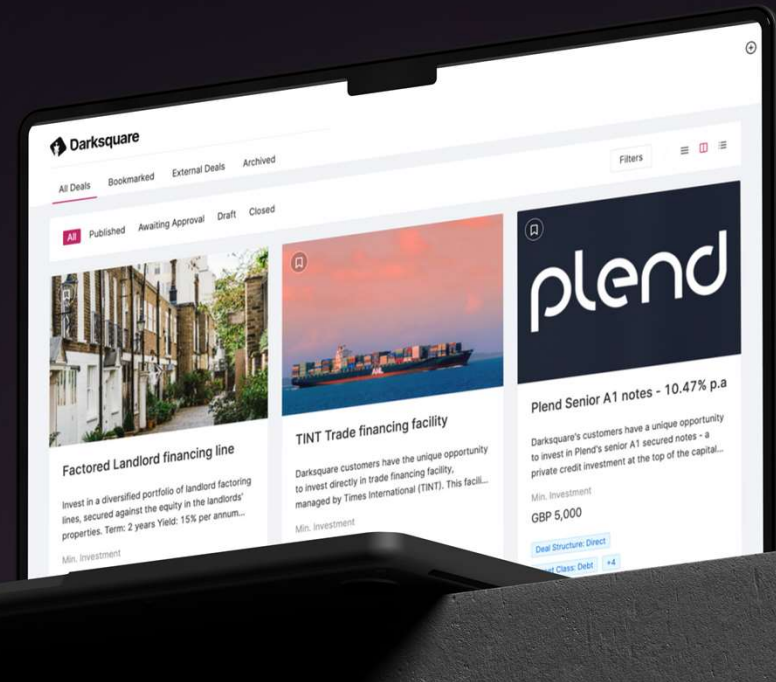 Darksquare
All Deals Bookmarked External Deals Archived
Filters
All Published Awaiting Approval Draft Closed
Factored Landlord financing line
Invest in a diversified portfolio of landlord factoring
lines, secured against the equity in the landlords'
properties. Term: 2 years Yield: 15% per annum...
Min. Investment
TINT Trade financing facility
Darksquare customers have the unique opportunity
to invest directly in trade financing facility,
managed by Times International (TINT). This facili...
Min. Investment
plend
Plend Senior A1 notes - 10.47% p.a
Darksquare's customers have a unique opportunity
to invest in Plend's senior A1 secured notes - a
private credit investment at the top of the capital...
Min. Investment
GBP 5,000
Deal Structure: Direct
Class: Debt +4